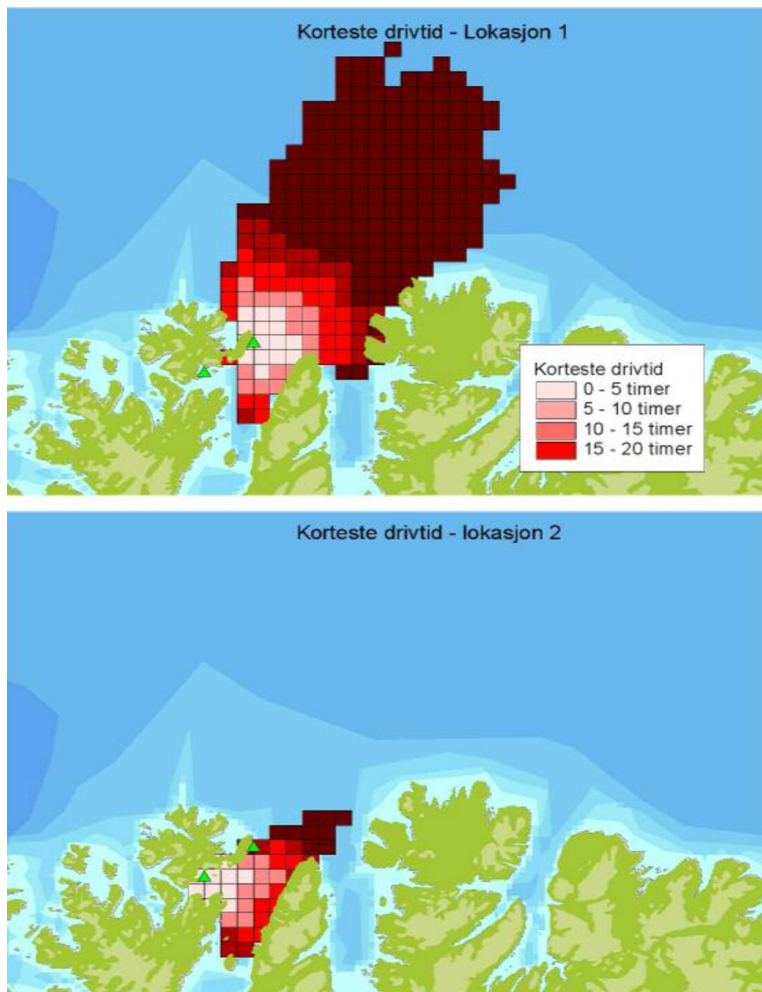 Korteste drivtid - Lokasjon 1
Korteste drivtid
0 - 5 timer
5 - 10 timer
10 - 15 timer
15 - 20 timer
Korteste drivtid - lokasjon 2